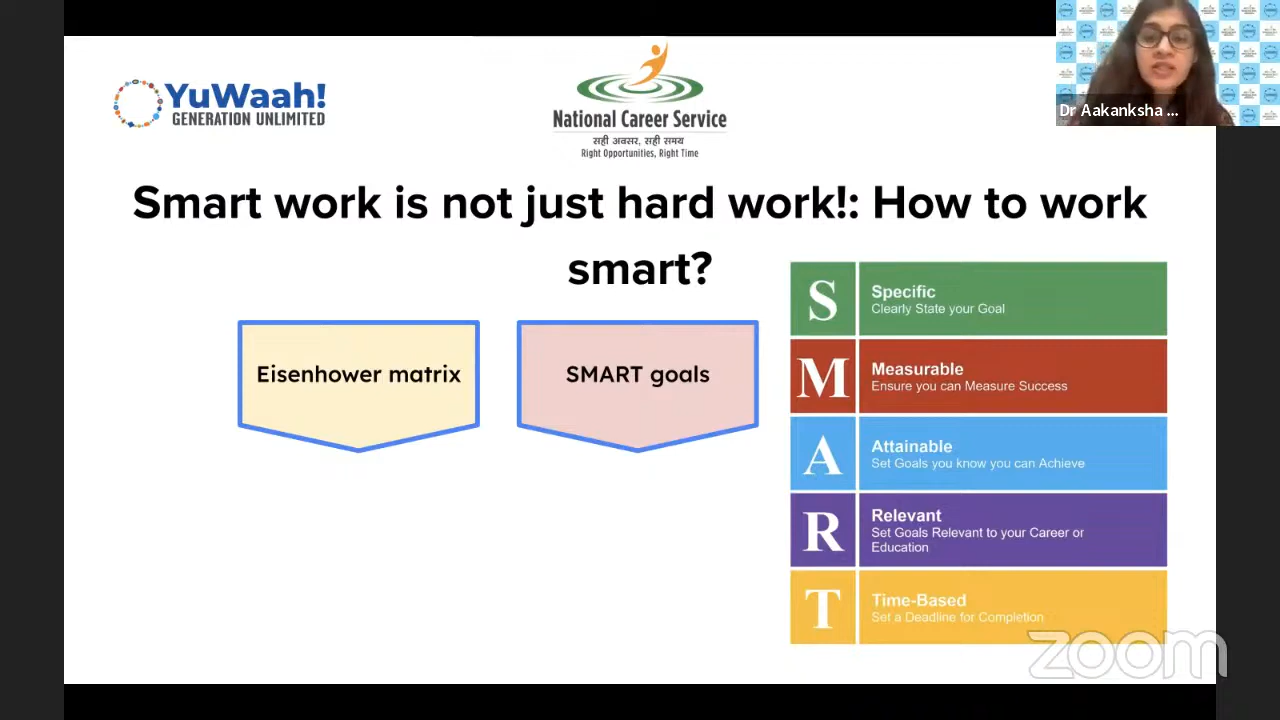 YuWaah!
GENERATION UNLIMITED
National Career Service
सही अवसर, सही समय
Right Opportunities, Right Time
Dr Aakanksha ...
Smart work is not just hard work!: How to work
smart?
Eisenhower matrix
SMART goals
S
Specific
Clearly State your Goal
M
Measurable
Ensure you can Measure Success
A
Attainable
Set Goals you know you can Achieve
R
Relevant
Set Goals Relevant to your Career or
Education
T
Time-Based
Set a Deadline for Completion
zoom